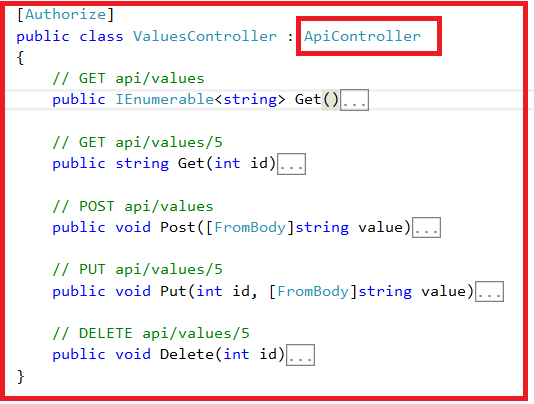 [Authorize]
public class ValuesController : ApiController
{
// GET api/values
public IEnumerable<string> Get()...
// GET api/values/5
public string Get(int id)...
// POST api/values
public void Post([FromBody]string value)...
// PUT api/values/5
public void Put(int id, [FromBody]string value)...
// DELETE api/values/5
public void Delete(int id)...
}